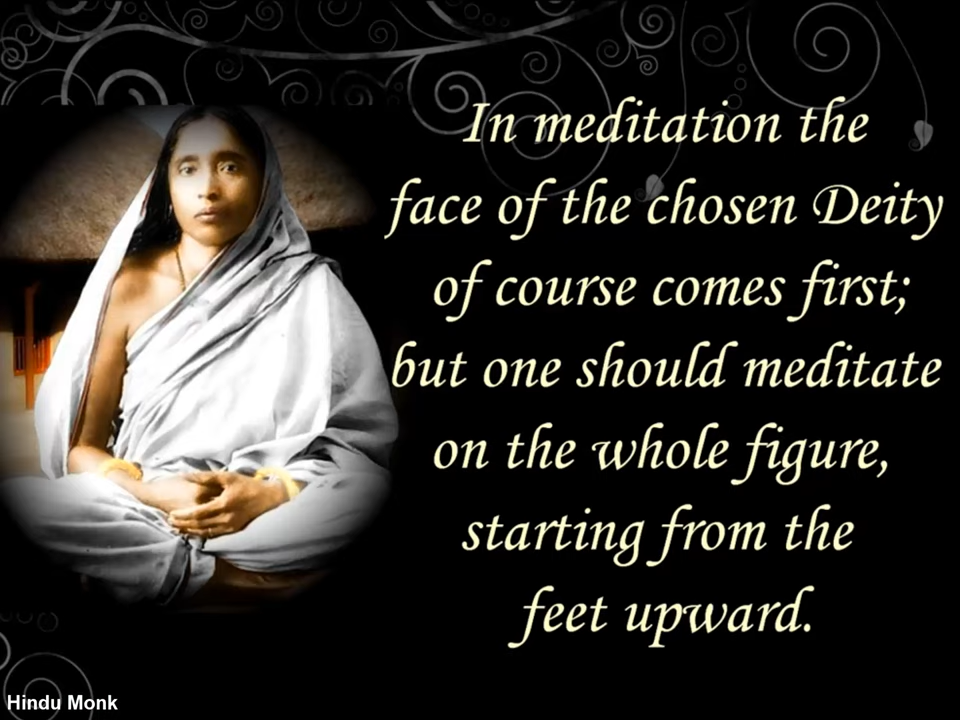 In meditation the
face of the chosen Deity
of course comes first;
but one should meditate
on the whole figure,
starting from the
feet upward.
Hindu Monk